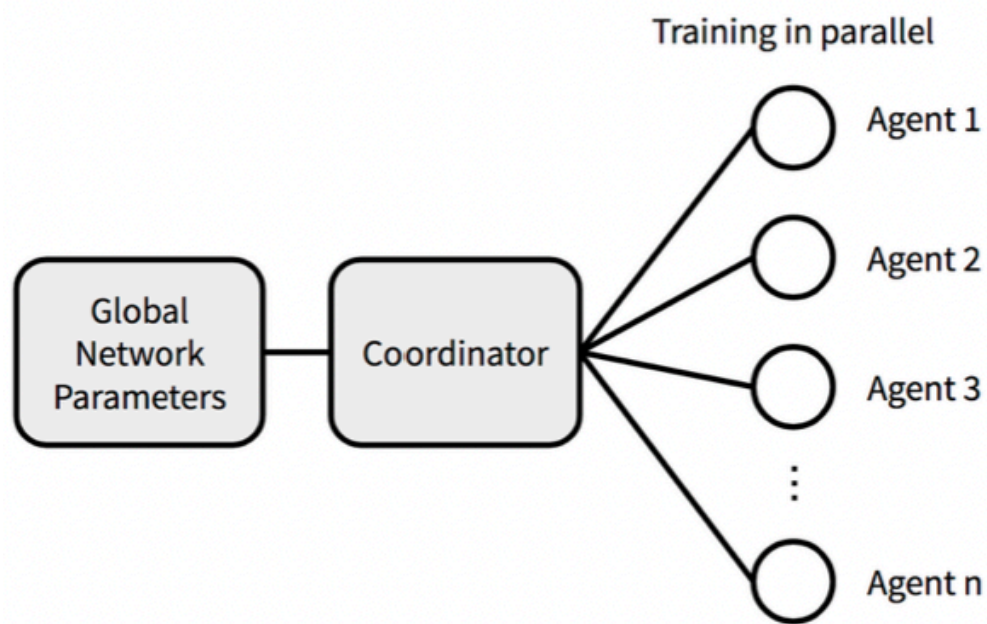 Training in parallel
Agent 1
Agent 2
Global
Network
Parameters
Coordinator
Agent 3
⋮
Agent n